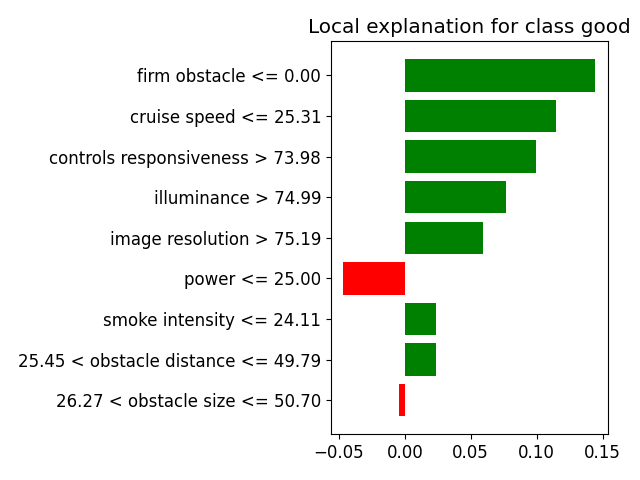 Local explanation for class good
firm obstacle <= 0.00
cruise speed <= 25.31
controls responsiveness > 73.98
illuminance > 74.99
image resolution > 75.19
power <= 25.00
smoke intensity <= 24.11
25.45 < obstacle distance <= 49.79
26.27 < obstacle size <= 50.70
−0.05 0.00 0.05 0.10 0.15